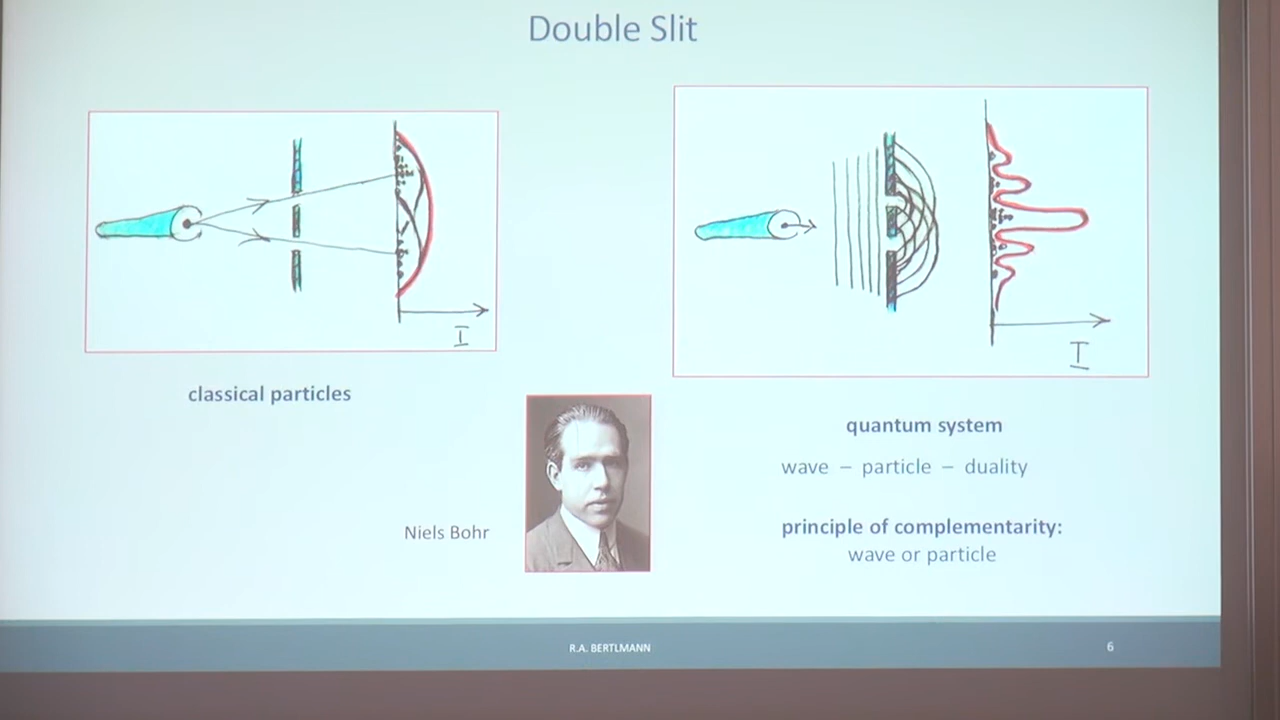 Double Slit
I
classical particles
I
quantum system
wave – particle – duality
principle of complementarity:
wave or particle
Niels Bohr
R.A. BERTLMANN
6